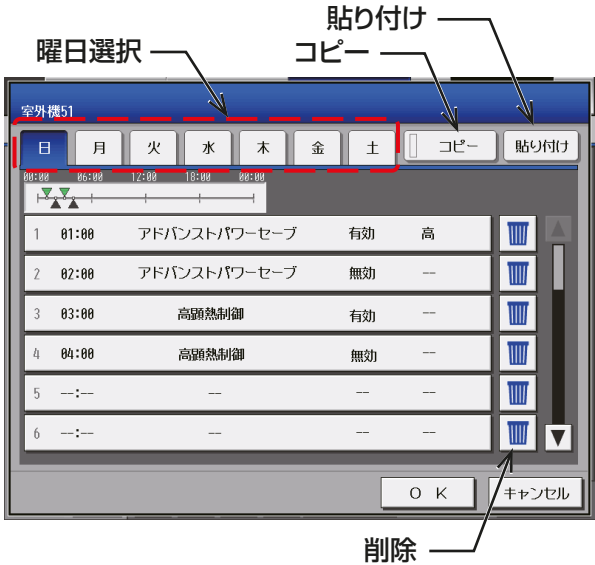 貼り付け
曜日選択
コピー
室外機51
日 月 火 水 木 金 土 コピー 貼り付け
00:00 06:00 12:00 18:00 00:00
1 01:00 アドバンストパワーセーブ 有効 高
2 02:00 アドバンストパワーセーブ 無効 --
3 03:00 高顕熱制御 有効 --
4 04:00 高顕熱制御 無効 --
5 --:-- -- -- --
6 --:-- -- -- --
OK キャンセル
削除